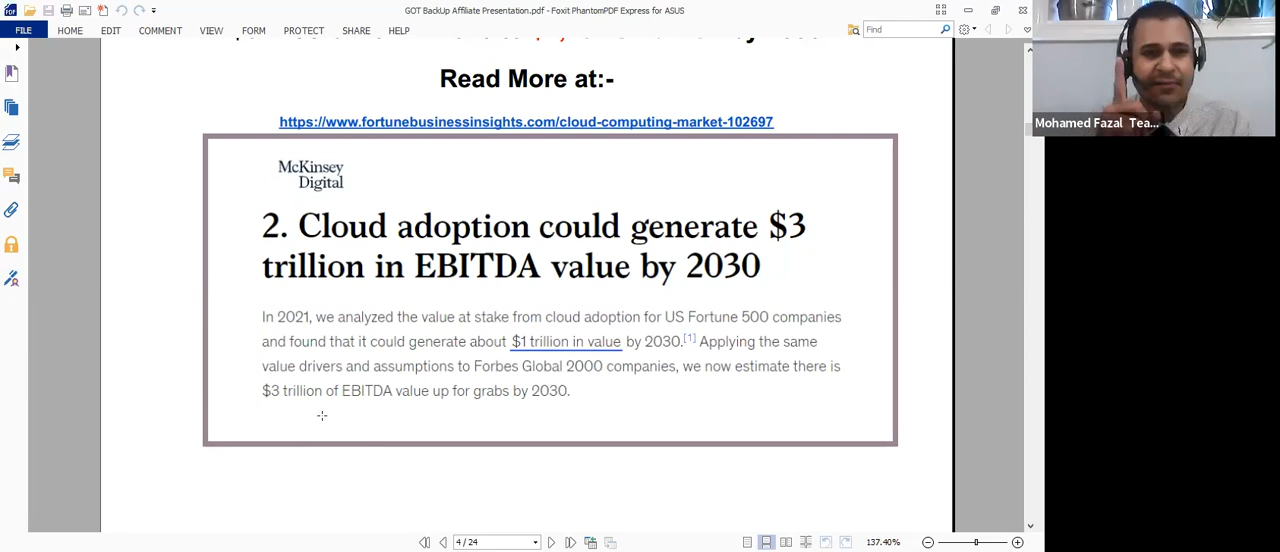 GOT BackUp Affiliate Presentation.pdf - Foxit PhantomPDF Express for ASUS
FILE HOME EDIT COMMENT VIEW FORM PROTECT SHARE HELP
Find
Read More at:-
https://www.fortunebusinessinsights.com/cloud-computing-market-102697
McKinsey
Digital
2. Cloud adoption could generate $3
trillion in EBITDA value by 2030
In 2021, we analyzed the value at stake from cloud adoption for US Fortune 500 companies
and found that it could generate about $1 trillion in value by 2030.[1] Applying the same
value drivers and assumptions to Forbes Global 2000 companies, we now estimate there is
$3 trillion of EBITDA value up for grabs by 2030.
Mohamed Fazal Tea...
4 / 24
137.40%